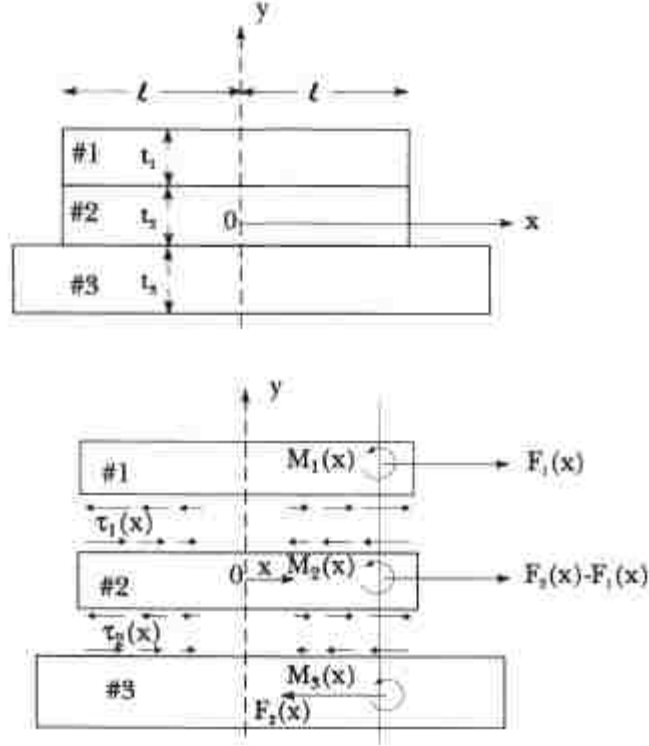 y
ℓ ℓ
#1 t₁
#2 t₂ 0 x
#3 t₃
y
#1 M₁(x) F₁(x)
τ₁(x)
#2 0 x M₂(x) F₂(x)-F₁(x)
τ₂(x)
#3 M₃(x)
F₂(x)